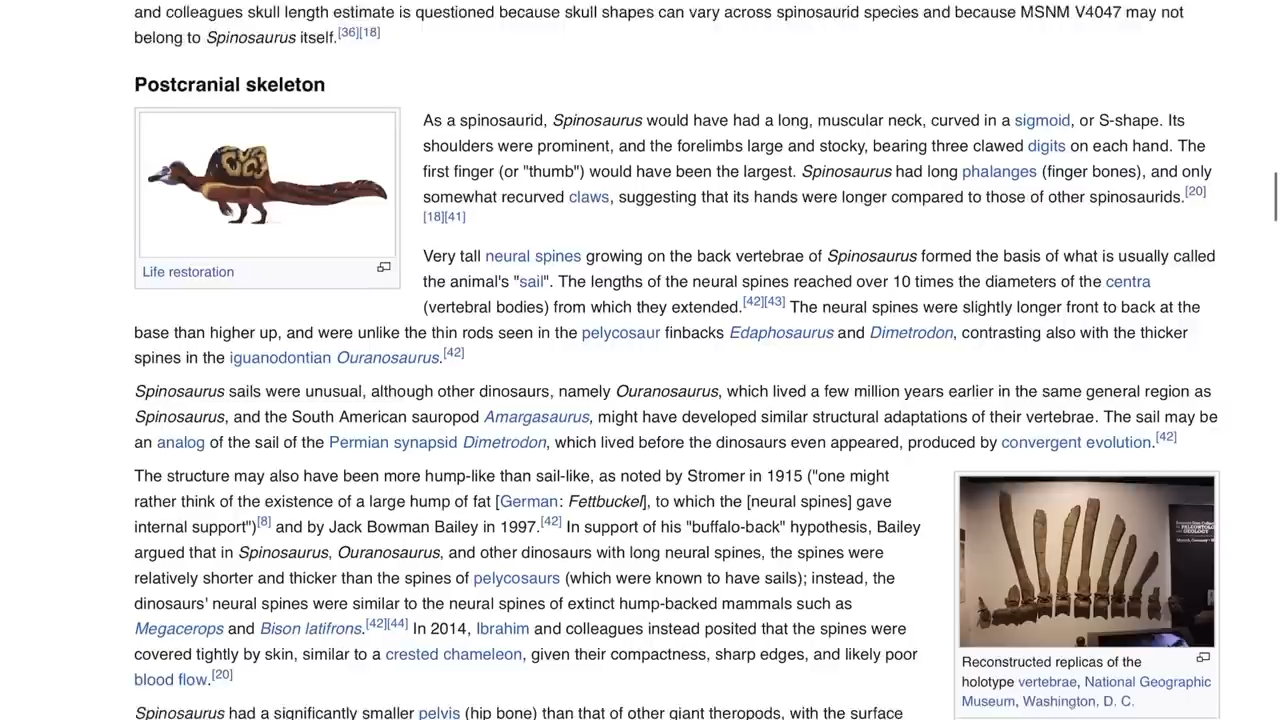 and colleagues skull length estimate is questioned because skull shapes can vary across spinosaurid species and because MSNM V4047 may not
belong to Spinosaurus itself.[36][18]
Postcranial skeleton
Life restoration
As a spinosaurid, Spinosaurus would have had a long, muscular neck, curved in a sigmoid, or S-shape. Its
shoulders were prominent, and the forelimbs large and stocky, bearing three clawed digits on each hand. The
first finger (or "thumb") would have been the largest. Spinosaurus had long phalanges (finger bones), and only
somewhat recurved claws, suggesting that its hands were longer compared to those of other spinosaurids.[20]
[18][41]
Very tall neural spines growing on the back vertebrae of Spinosaurus formed the basis of what is usually called
the animal's "sail". The lengths of the neural spines reached over 10 times the diameters of the centra
(vertebral bodies) from which they extended.[42][43] The neural spines were slightly longer front to back at the
base than higher up, and were unlike the thin rods seen in the pelycosaur finbacks Edaphosaurus and Dimetrodon, contrasting also with the thicker
spines in the iguanodontian Ouranosaurus.[42]
Spinosaurus sails were unusual, although other dinosaurs, namely Ouranosaurus, which lived a few million years earlier in the same general region as
Spinosaurus, and the South American sauropod Amargasaurus, might have developed similar structural adaptations of their vertebrae. The sail may be
an analog of the sail of the Permian synapsid Dimetrodon, which lived before the dinosaurs even appeared, produced by convergent evolution.[42]
The structure may also have been more hump-like than sail-like, as noted by Stromer in 1915 ("one might
rather think of the existence of a large hump of fat [German: Fettbuckel], to which the [neural spines] gave
internal support")[8] and by Jack Bowman Bailey in 1997.[42] In support of his "buffalo-back" hypothesis, Bailey
argued that in Spinosaurus, Ouranosaurus, and other dinosaurs with long neural spines, the spines were
relatively shorter and thicker than the spines of pelycosaurs (which were known to have sails); instead, the
dinosaurs' neural spines were similar to the neural spines of extinct hump-backed mammals such as
Megacerops and Bison latifrons.[42][44] In 2014, Ibrahim and colleagues instead posited that the spines were
covered tightly by skin, similar to a crested chameleon, given their compactness, sharp edges, and likely poor
blood flow.[20]
Reconstructed replicas of the
holotype vertebrae, National Geographic
Museum, Washington, D. C.
Spinosaurus had a significantly smaller pelvis (hip bone) than that of other giant theropods, with the surface